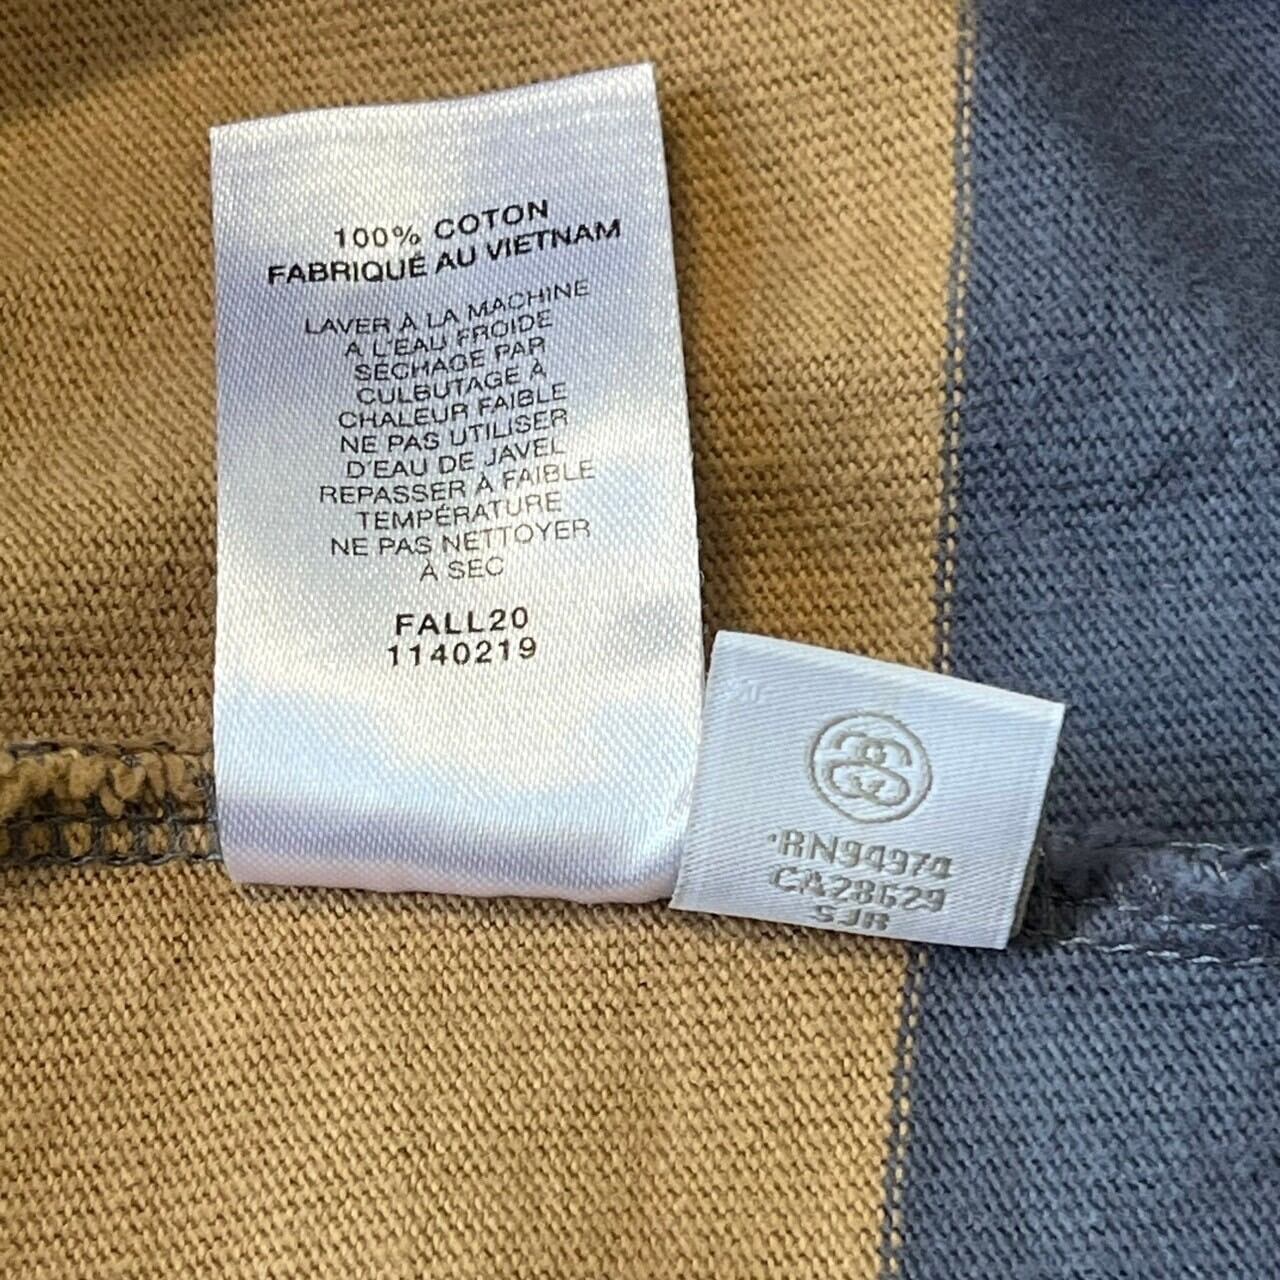 100% COTON
FABRIQUÉ AU VIETNAM
LAVER À LA MACHINE
A L'EAU FROIDE
SÉCHAGE PAR
CULBUTAGE À
CHALEUR FAIBLE
NE PAS UTILISER
D'EAU DE JAVEL
REPASSER À FAIBLE
TEMPÉRATURE
NE PAS NETTOYER
À SEC
FALL20
1140219
RN94974
CA28629
SJR